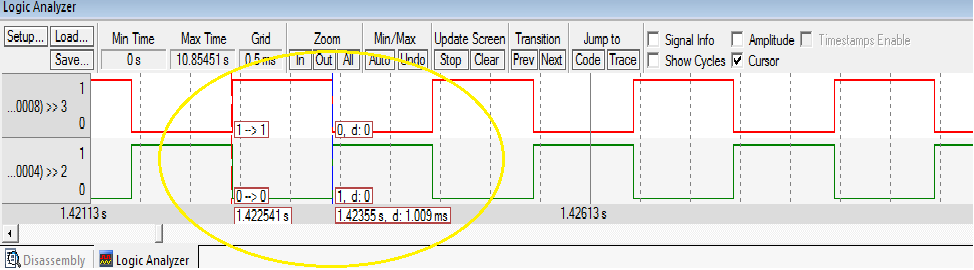 Logic Analyzer
Setup... Load... Min Time Max Time Grid Zoom Min/Max Update Screen Transition Jump to Signal Info Amplitude Timestamps Enable
Save... 0 s 10.85451 s 0.5 ms In Out All Auto Undo Stop Clear Prev Next Code Trace Show Cycles Cursor
1
...0008) >> 3
0 1 --> 1 0, d: 0
1
...0004) >> 2
0 0 --> 0 1, d: 0
1.42113 s 1.422541 s 1.42355 s, d: 1.009 ms 1.42613 s
Disassembly Logic Analyzer